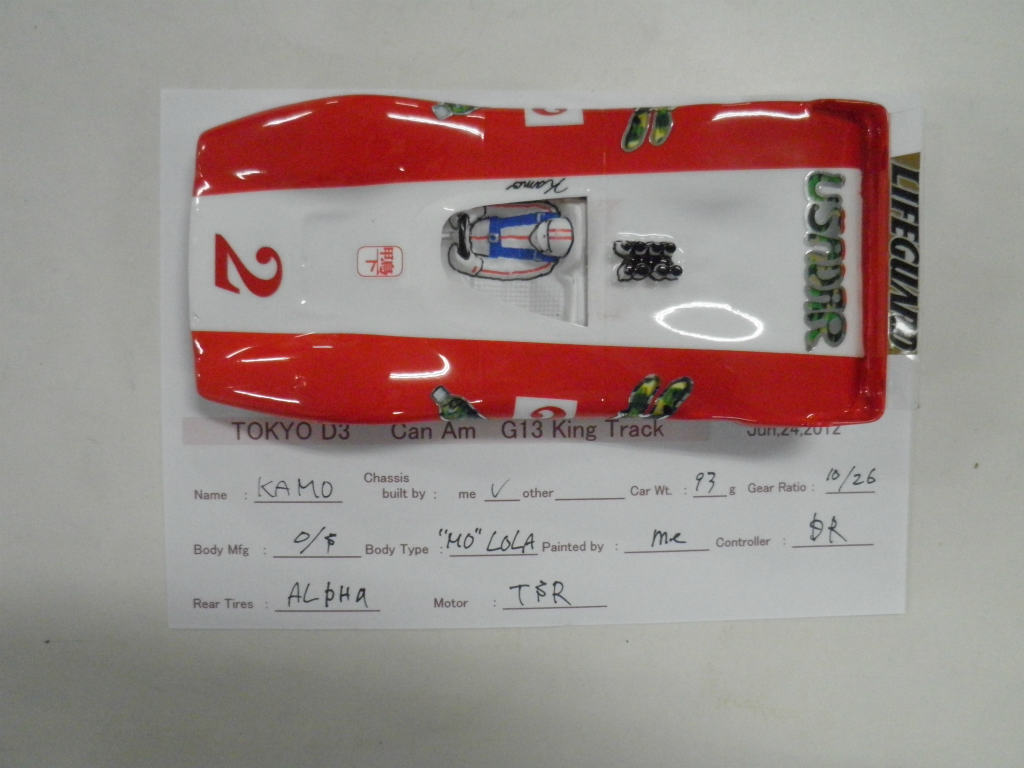 Kamo
2
USADIR
LIFEGUARD
TOKYO D3 Can Am G13 King Track Jun,24,2012
Name : KAMO Chassis built by : me ✓ other Car Wt. : 93 g Gear Ratio : 10/26
Body Mfg : O/$ Body Type : "MO" LOLA Painted by : me Controller : DR
Rear Tires : ALPHA Motor : T$R